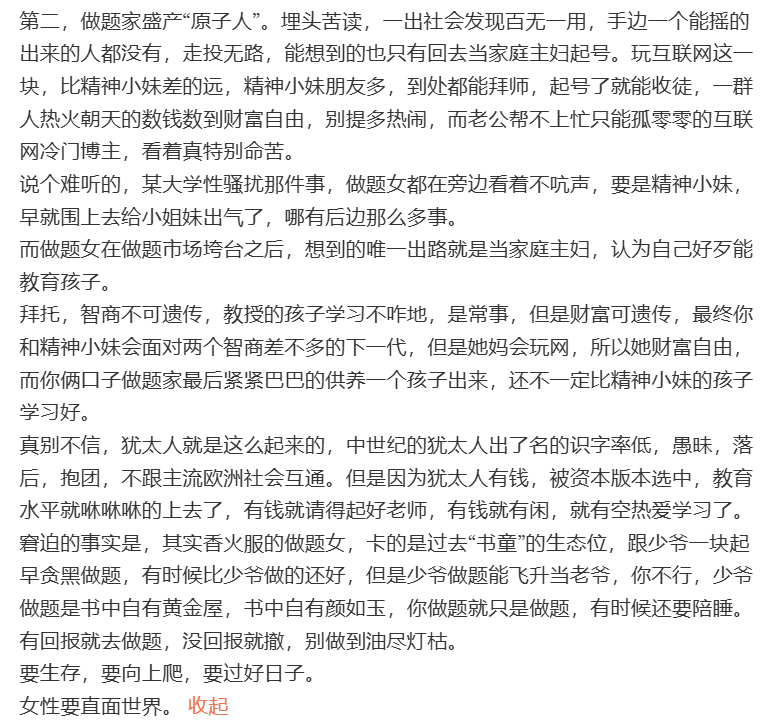 第二，做题家盛产“原子人”。埋头苦读，一出社会发现百无一用，手边一个能摇的
出来的人都没有，走投无路，能想到的也只有回去当家庭主妇起号。玩互联网这一
块，比精神小妹差的远，精神小妹朋友多，到处都能拜师，起号了就能收徒，一群
人热火朝天的数钱数到财富自由，别提多热闹，而老公帮不上忙只能孤零零的互联
网冷门博主，看着真特别命苦。
说个难听的，某大学性骚扰那件事，做题女都在旁边看着不吭声，要是精神小妹，
早就围上去给小姐妹出气了，哪有后边那么多事。
而做题女在做题市场垮台之后，想到的唯一出路就是当家庭主妇，认为自己好歹能
教育孩子。
拜托，智商不可遗传，教授的孩子学习不咋地，是常事，但是财富可遗传，最终你
和精神小妹会面对两个智商差不多的下一代，但是她妈会玩网，所以她财富自由，
而你俩口子做题家最后紧紧巴巴的供养一个孩子出来，还不一定比精神小妹的孩子
学习好。
真别不信，犹太人就是这么起来的，中世纪的犹太人出了名的识字率低，愚昧，落
后，抱团，不跟主流欧洲社会互通。但是因为犹太人有钱，被资本版本选中，教育
水平就咻咻咻的上去了，有钱就请得起好老师，有钱就有闲，就有空热爱学习了。
窘迫的事实是，其实香火服的做题女，卡的是过去“书童”的生态位，跟少爷一块起
早贪黑做题，有时候比少爷做的还好，但是少爷做题能飞升当老爷，你不行，少爷
做题是书中自有黄金屋，书中自有颜如玉，你做题就只是做题，有时候还要陪睡。
有回报就去做题，没回报就撤，别做到油尽灯枯。
要生存，要向上爬，要过好日子。
女性要直面世界。 收起